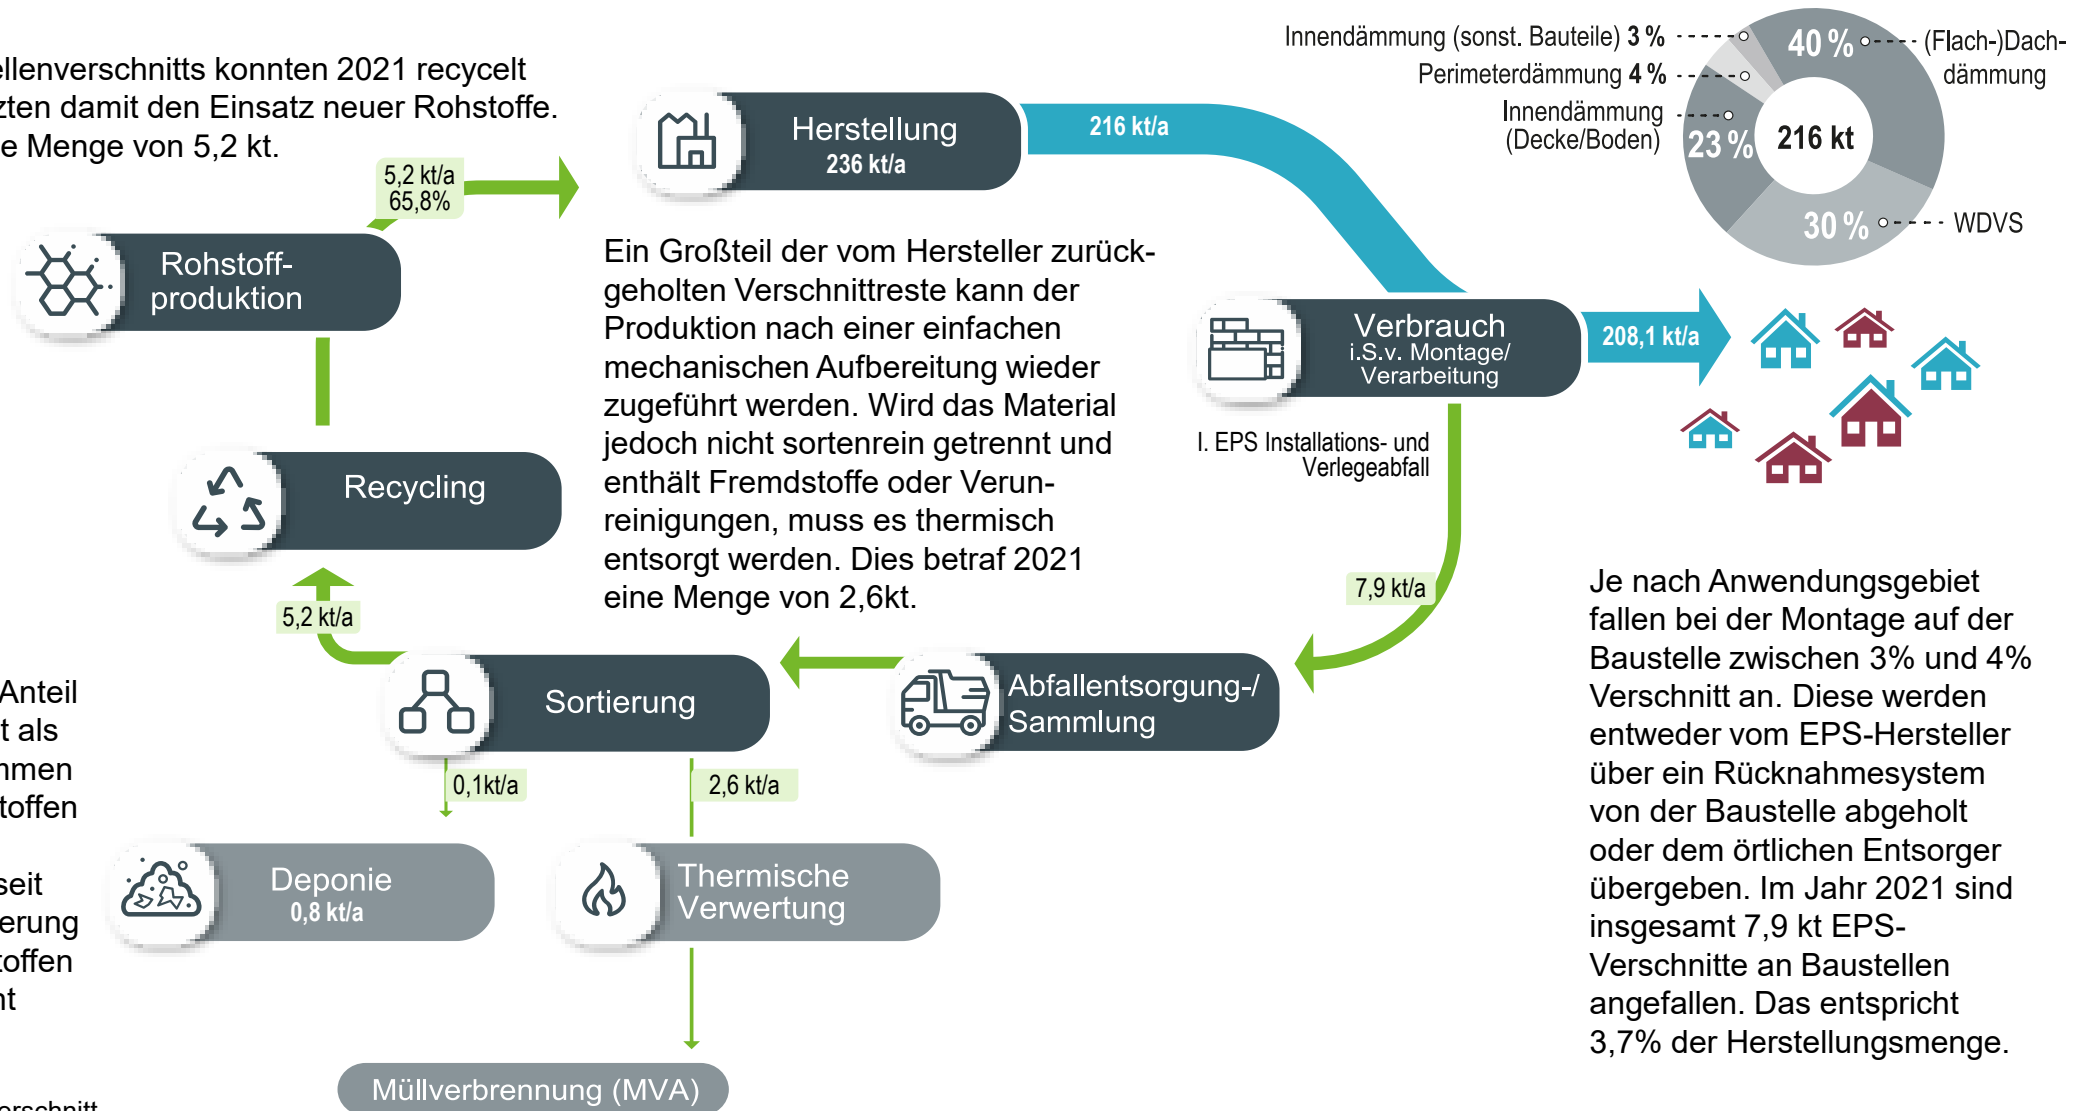 ellenverschnitts konnten 2021 recycelt
zten damit den Einsatz neuer Rohstoffe.
e Menge von 5,2 kt.
5,2 kt/a
65,8%
Herstellung
236 kt/a
216 kt/a
Innendämmung (sonst. Bauteile) 3 %
Perimeterdämmung 4 %
Innendämmung
(Decke/Boden)
23 %
40 %
(Flach-)Dach-
dämmung
216 kt
30 %
WDVS
Rohstoff-
produktion
Ein Großteil der vom Hersteller zurück-
geholten Verschnittreste kann der
Produktion nach einer einfachen
mechanischen Aufbereitung wieder
zugeführt werden. Wird das Material
jedoch nicht sortenrein getrennt und
enthält Fremdstoffe oder Verun-
reinigungen, muss es thermisch
entsorgt werden. Dies betraf 2021
eine Menge von 2,6kt.
Verbrauch
i.S.v. Montage/
Verarbeitung
208,1 kt/a
I. EPS Installations- und
Verlegeabfall
Recycling
7,9 kt/a
5,2 kt/a
Je nach Anwendungsgebiet
fallen bei der Montage auf der
Baustelle zwischen 3% und 4%
Verschnitt an. Diese werden
entweder vom EPS-Hersteller
über ein Rücknahmesystem
von der Baustelle abgeholt
oder dem örtlichen Entsorger
übergeben. Im Jahr 2021 sind
insgesamt 7,9 kt EPS-
Verschnitte an Baustellen
angefallen. Das entspricht
3,7% der Herstellungsmenge.
Sortierung
Abfallentsorgung-/
Sammlung
Anteil
t als
mmen
toffen
seit
erung
toffen
nt
0,1kt/a
2,6 kt/a
Deponie
0,8 kt/a
Thermische
Verwertung
Müllverbrennung (MVA)
erschnitt